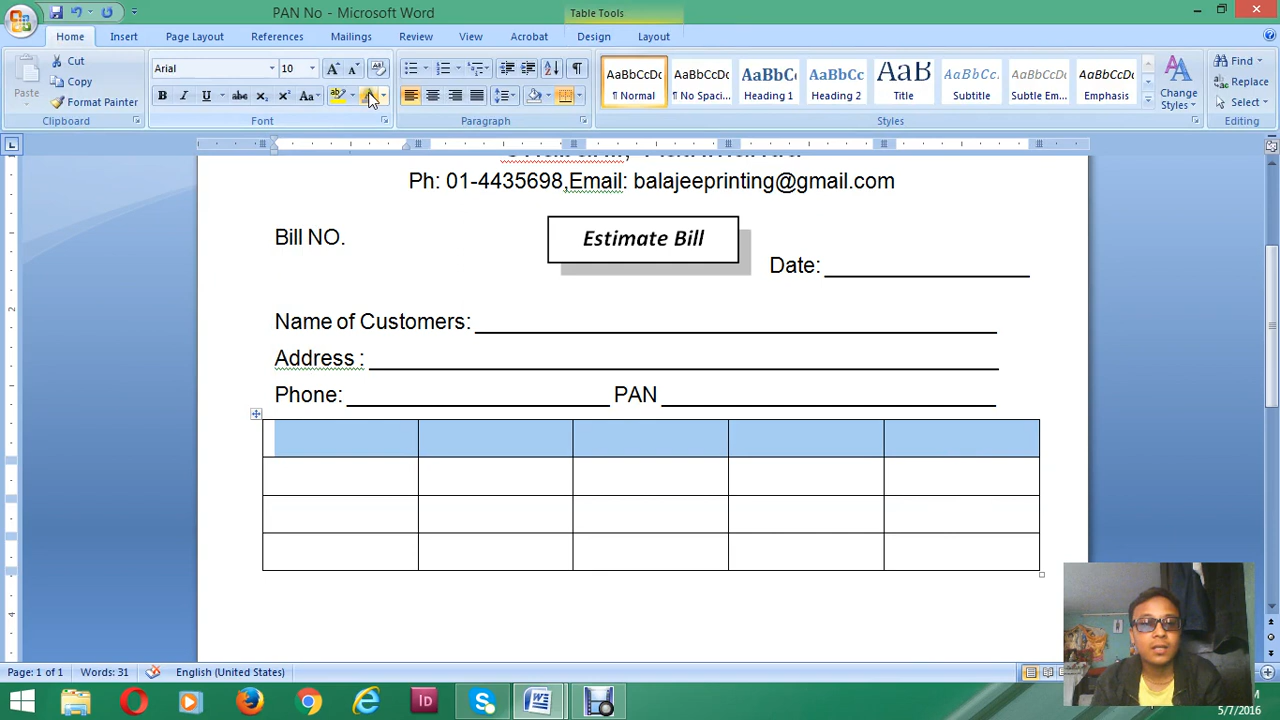 PAN No - Microsoft Word
Table Tools
Home
Insert
Page Layout
References
Mailings
Review
View
Acrobat
Design
Layout
Paste
Cut
Copy
Format Painter
Clipboard
Arial
10
Font
Paragraph
AaBbCcDc
¶ Normal
AaBbCcDc
¶ No Spaci...
AaBbCc
Heading 1
AaBbCc
Heading 2
AaB
Title
AaBbCcL
Subtitle
AaBbCcDc
Subtle Em...
AaBbCcDc
Emphasis
Change
Styles
Styles
Find
Replace
Select
Editing
Ph: 01-4435698,Email: balajeeprinting@gmail.com
Bill NO.
Estimate Bill
Date:
Name of Customers:
Address :
Phone: PAN
Page: 1 of 1
Words: 31
English (United States)
5/7/2016